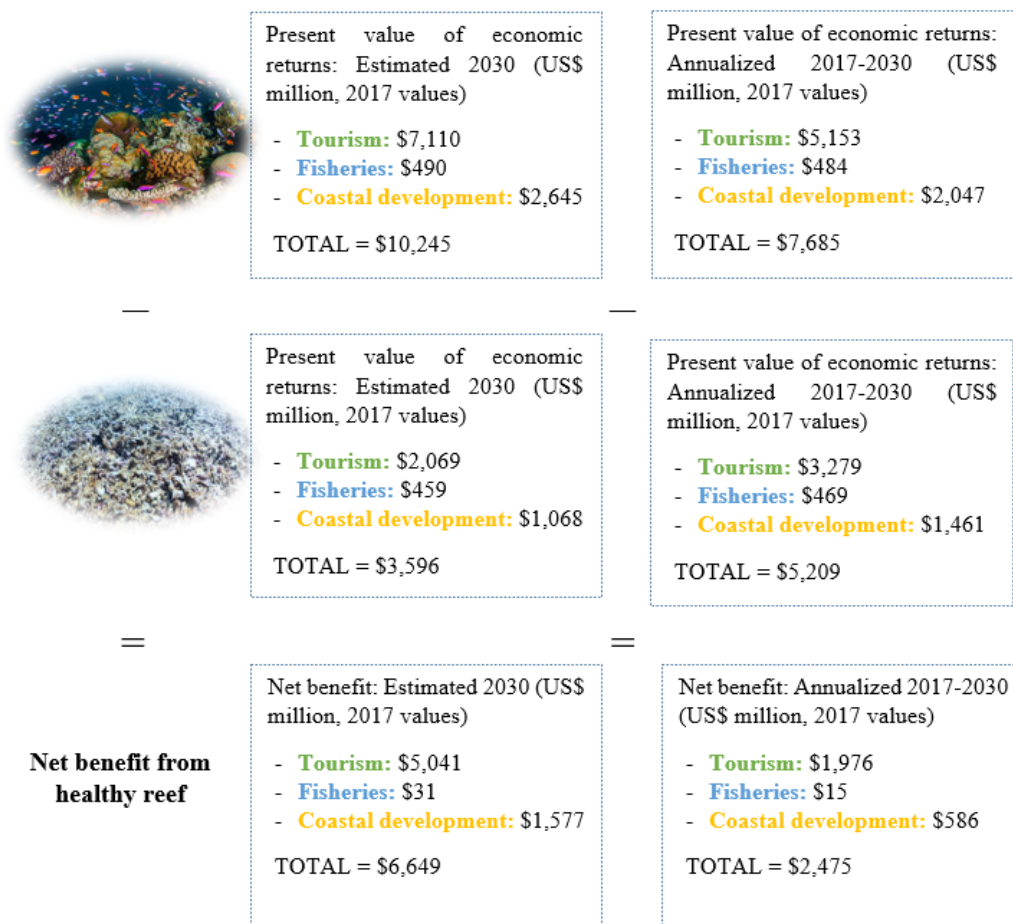 Present value of economic
returns: Estimated 2030 (US$
million, 2017 values)
- Tourism: $7,110
- Fisheries: $490
- Coastal development: $2,645
TOTAL = $10,245
Present value of economic returns:
Annualized 2017-2030 (US$
million, 2017 values)
- Tourism: $5,153
- Fisheries: $484
- Coastal development: $2,047
TOTAL = $7,685
—
—
Present value of economic
returns: Estimated 2030 (US$
million, 2017 values)
- Tourism: $2,069
- Fisheries: $459
- Coastal development: $1,068
TOTAL = $3,596
Present value of economic returns:
Annualized 2017-2030 (US$
million, 2017 values)
- Tourism: $3,279
- Fisheries: $469
- Coastal development: $1,461
TOTAL = $5,209
=
=
Net benefit from
healthy reef
Net benefit: Estimated 2030 (US$
million, 2017 values)
- Tourism: $5,041
- Fisheries: $31
- Coastal development: $1,577
TOTAL = $6,649
Net benefit: Annualized 2017-2030
(US$ million, 2017 values)
- Tourism: $1,976
- Fisheries: $15
- Coastal development: $586
TOTAL = $2,475